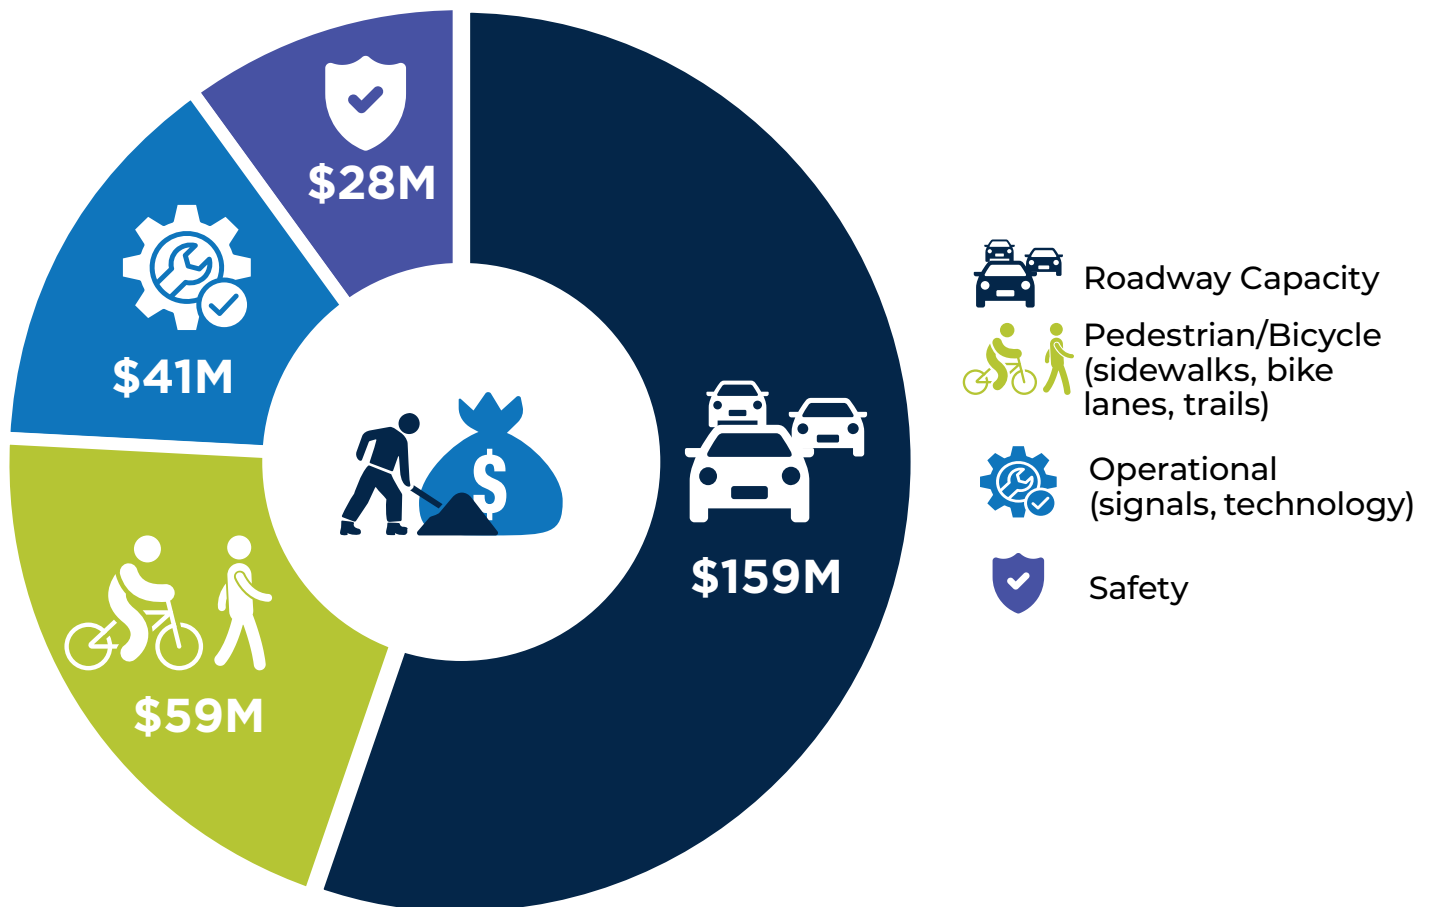 $28M
$41M
$159M
$59M
$
Roadway Capacity
Pedestrian/Bicycle
(sidewalks, bike
lanes, trails)
Operational
(signals, technology)
Safety